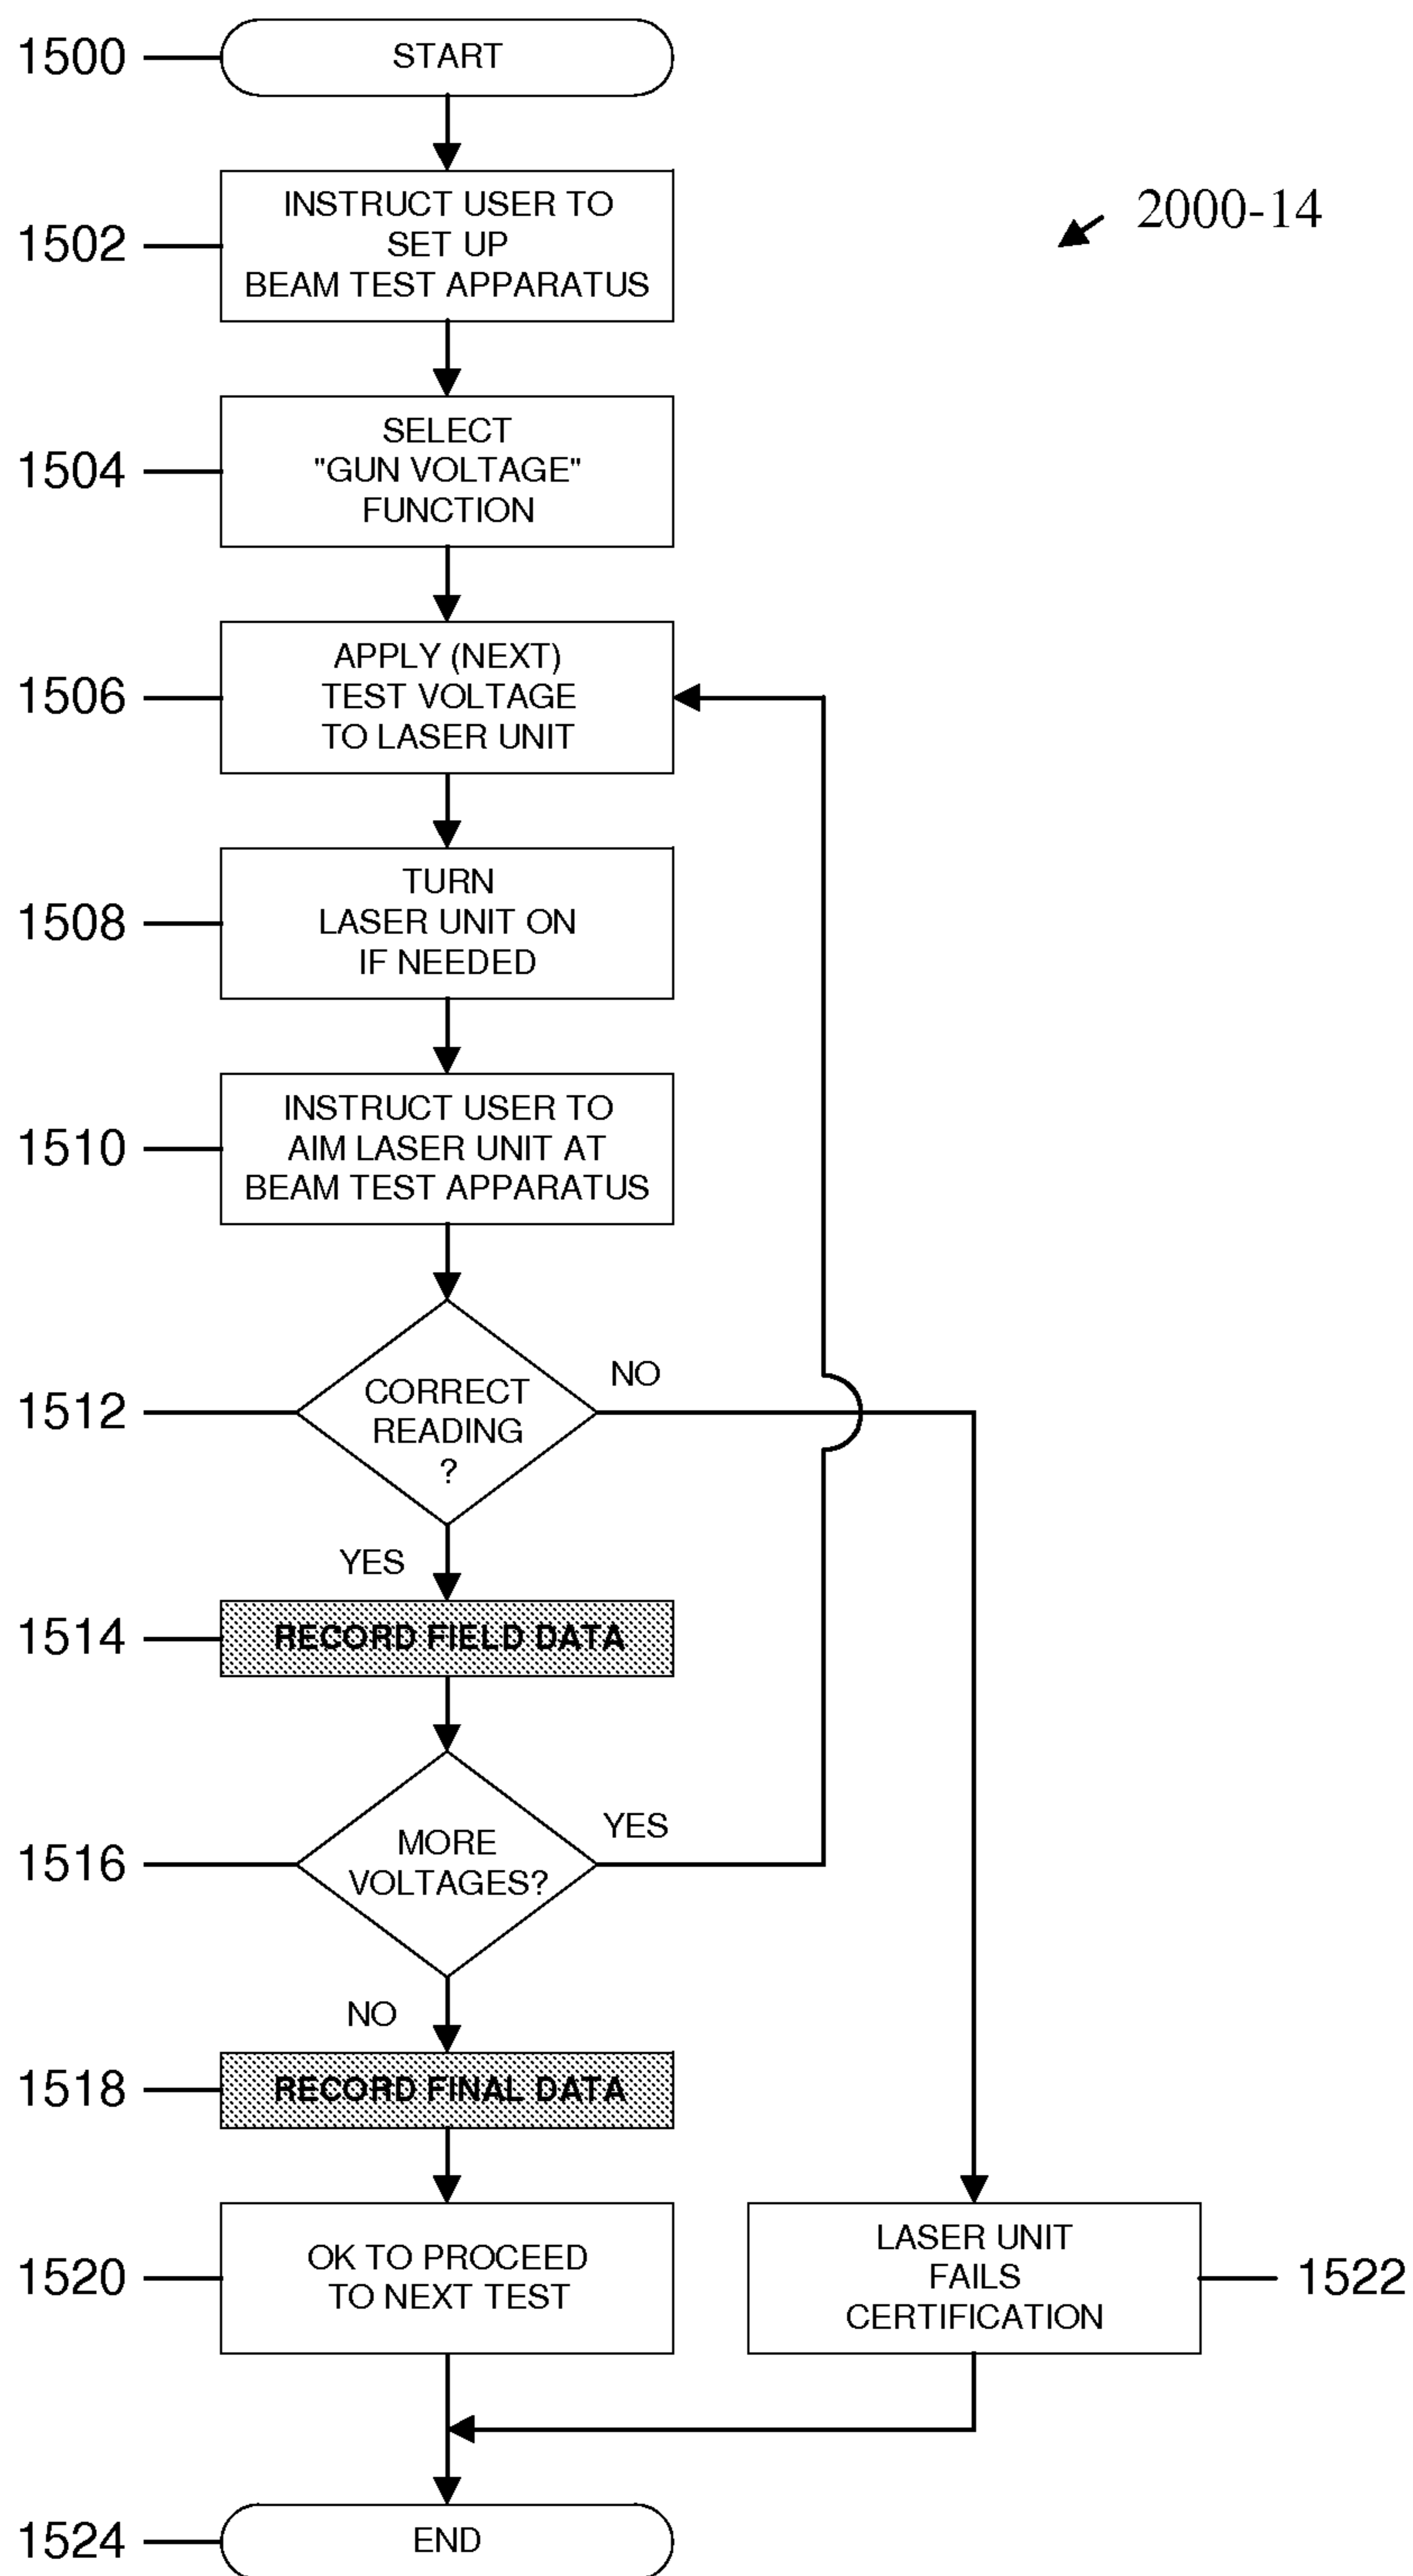 1500
START
2000-14
1502
INSTRUCT USER TO
SET UP
BEAM TEST APPARATUS
1504
SELECT
"GUN VOLTAGE"
FUNCTION
1506
APPLY (NEXT)
TEST VOLTAGE
TO LASER UNIT
1508
TURN
LASER UNIT ON
IF NEEDED
1510
INSTRUCT USER TO
AIM LASER UNIT AT
BEAM TEST APPARATUS
1512
CORRECT
READING
?
NO
YES
1514
RECORD FIELD DATA
1516
MORE
VOLTAGES?
YES
NO
1518
RECORD FINAL DATA
1520
OK TO PROCEED
TO NEXT TEST
LASER UNIT
FAILS
CERTIFICATION
1522
1524
END